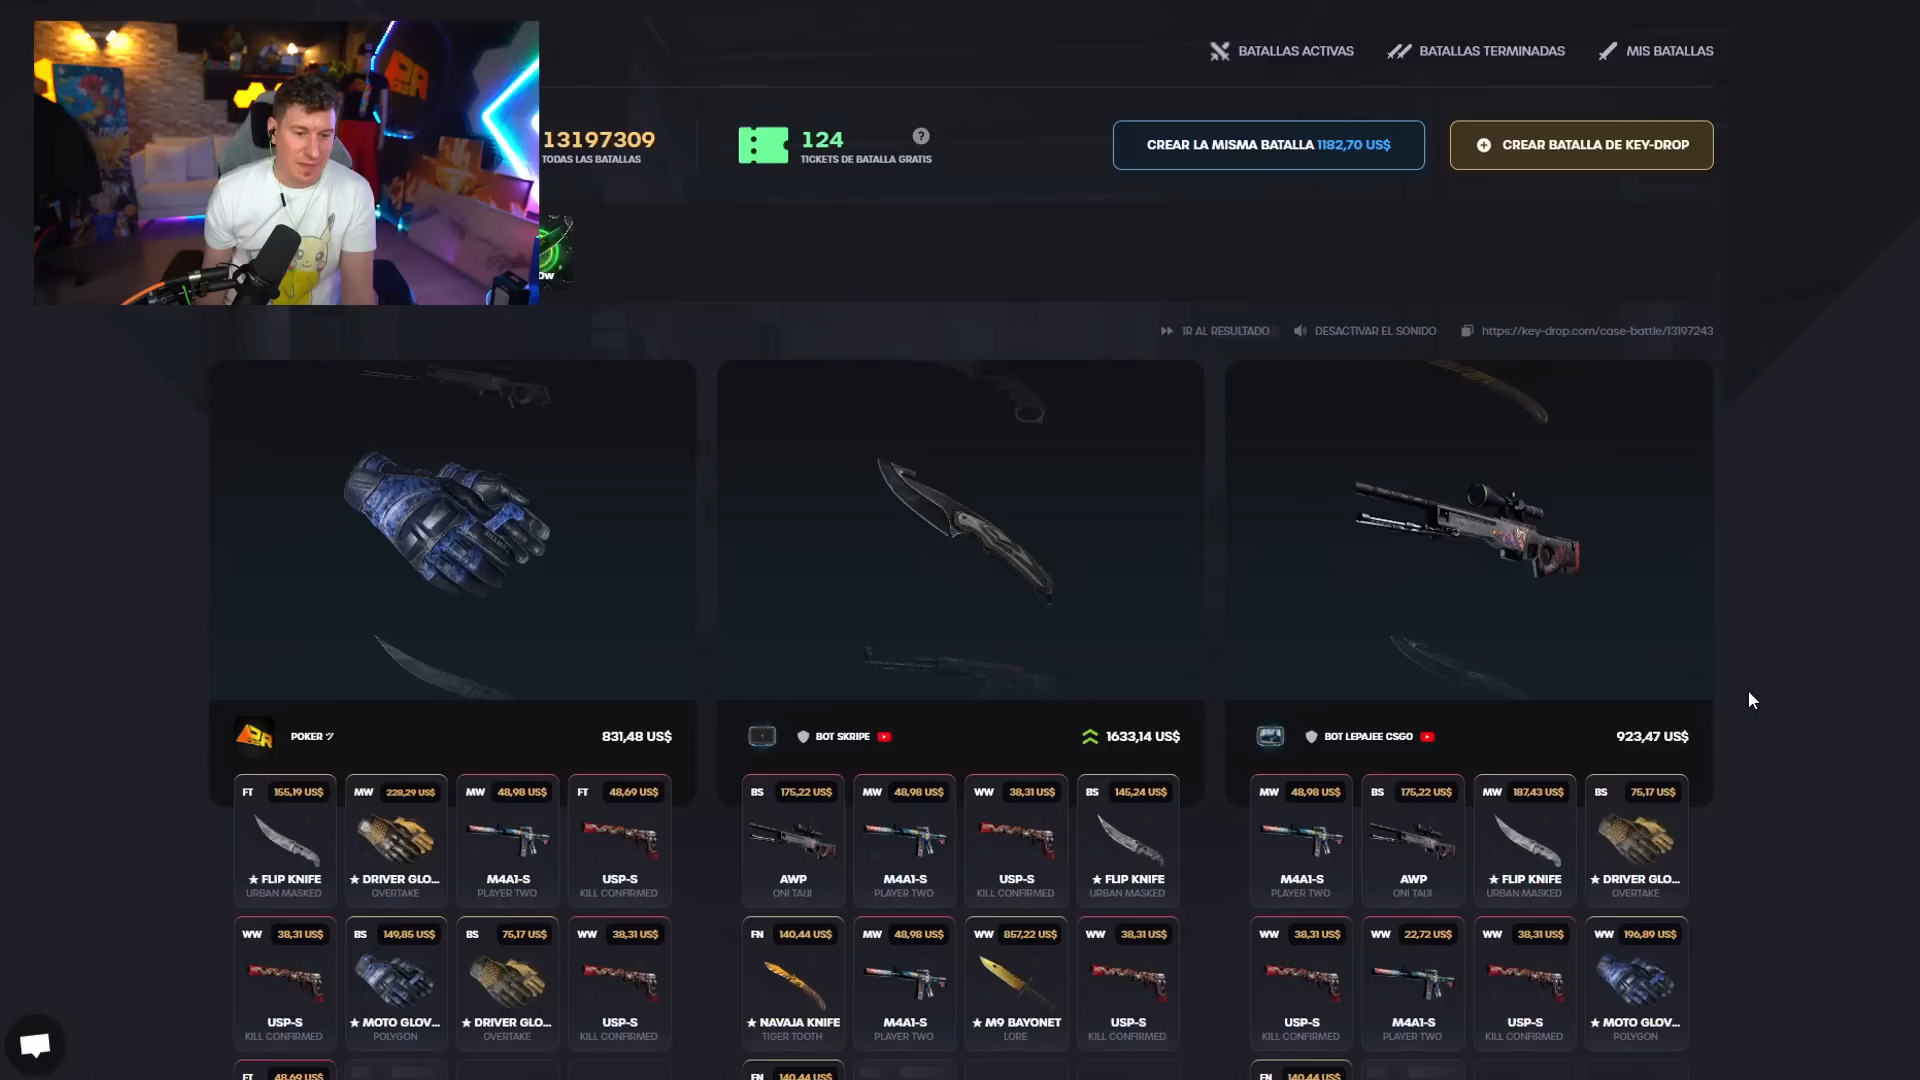 BATALLAS ACTIVAS
BATALLAS TERMINADAS
MIS BATALLAS
13197309
TODAS LAS BATALLAS
124
TICKETS DE BATALLA GRATIS
?
CREAR LA MISMA BATALLA 1182,70 US$
CREAR BATALLA DE KEY-DROP
OW
IR AL RESULTADO
DESACTIVAR EL SONIDO
https://key-drop.com/case-battle/13197243
POKER ツ
831,48 US$
BOT SKRIPE
1633,14 US$
BOT LEPAJEE CSGO
923,47 US$
FT 155,19 US$
MW 228,29 US$
MW 48,98 US$
FT 48,69 US$
BS 175,22 US$
MW 48,98 US$
WW 38,31 US$
BS 145,24 US$
MW 48,98 US$
BS 175,22 US$
MW 187,43 US$
BS 75,17 US$
★ FLIP KNIFE
★ DRIVER GLO...
M4A1-S
USP-S
AWP
M4A1-S
USP-S
★ FLIP KNIFE
M4A1-S
AWP
★ FLIP KNIFE
★ DRIVER GLO...
URBAN MASKED
OVERTAKE
PLAYER TWO
KILL CONFIRMED
ONI TAIJI
PLAYER TWO
KILL CONFIRMED
URBAN MASKED
PLAYER TWO
ONI TAIJI
URBAN MASKED
OVERTAKE
WW 38,31 US$
BS 149,85 US$
BS 75,17 US$
WW 38,31 US$
FN 140,44 US$
MW 48,98 US$
WW 857,22 US$
WW 38,31 US$
WW 38,31 US$
WW 22,72 US$
WW 38,31 US$
WW 196,89 US$
USP-S
★ MOTO GLOV...
★ DRIVER GLO...
USP-S
★ NAVAJA KNIFE
M4A1-S
★ M9 BAYONET
USP-S
USP-S
M4A1-S
USP-S
★ MOTO GLOV...
KILL CONFIRMED
POLYGON
OVERTAKE
KILL CONFIRMED
TIGER TOOTH
PLAYER TWO
LORE
KILL CONFIRMED
KILL CONFIRMED
PLAYER TWO
KILL CONFIRMED
POLYGON
FT 48,69 US$
FN 140,44 US$
FN 140,44 US$